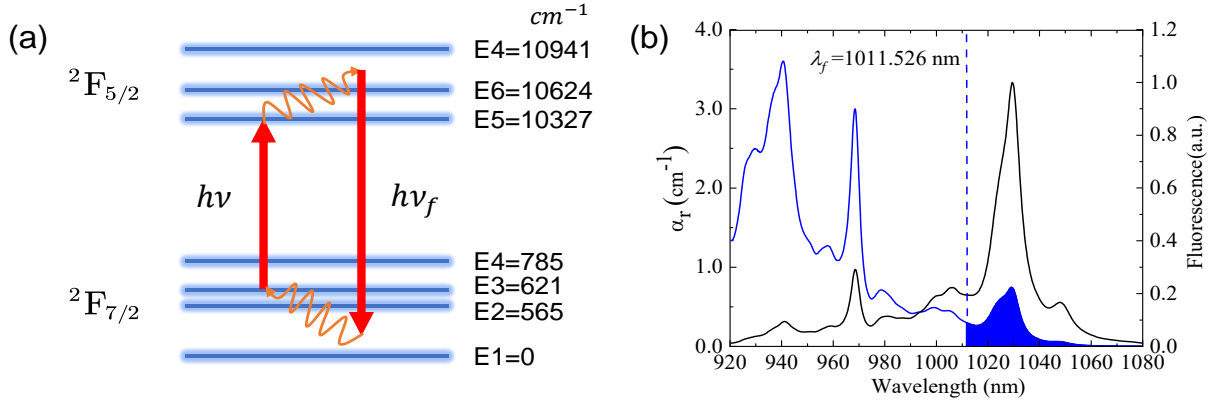 (a)
cm⁻¹
E4=10941
²F₅/₂
E6=10624
E5=10327
hν
hν_f
E4=785
²F₇/₂
E3=621
E2=565
E1=0
(b)
4.0
3.0
2.0
1.0
0.0
α_r (cm⁻¹)
λ_f=1011.526 nm
1.2
1.0
0.8
0.6
0.4
0.2
0.0
Fluorescence(a.u.)
920 940 960 980 1000 1020 1040 1060 1080
Wavelength (nm)